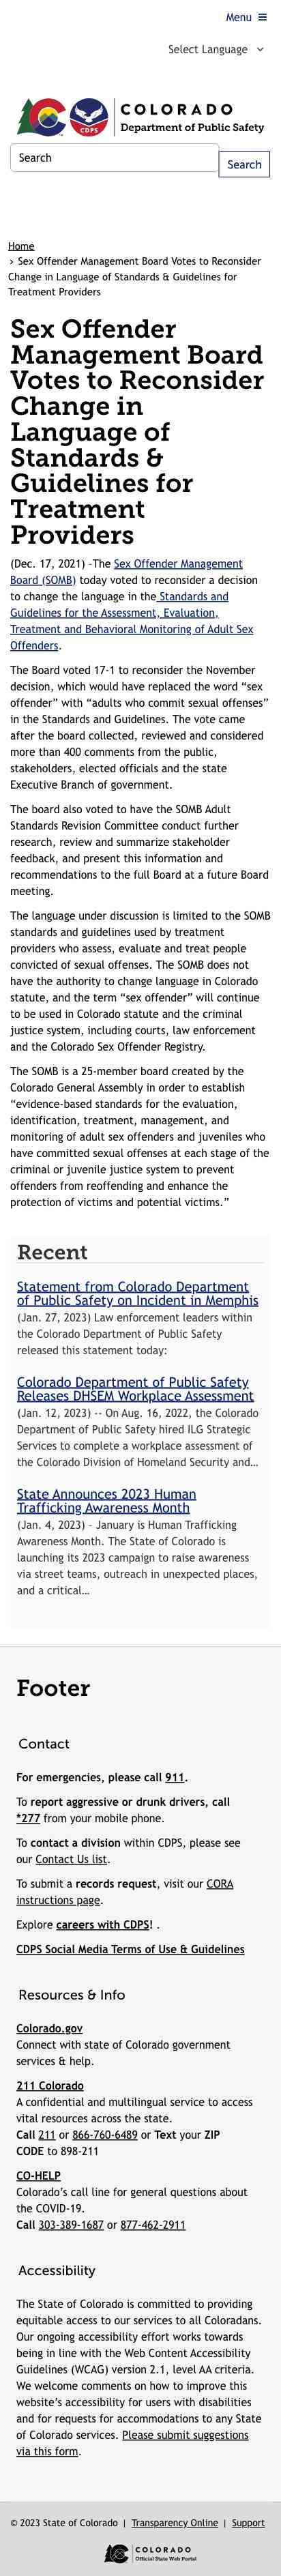 Menu ≡
Select Language
CDPS
COLORADO
Department of Public Safety
Search
Search
Home
› Sex Offender Management Board Votes to Reconsider
Change in Language of Standards & Guidelines for
Treatment Providers
Sex Offender
Management Board
Votes to Reconsider
Change in
Language of
Standards &
Guidelines for
Treatment
Providers
(Dec. 17, 2021) –The Sex Offender Management
Board (SOMB) today voted to reconsider a decision
to change the language in the Standards and
Guidelines for the Assessment, Evaluation,
Treatment and Behavioral Monitoring of Adult Sex
Offenders.
The Board voted 17-1 to reconsider the November
decision, which would have replaced the word “sex
offender” with “adults who commit sexual offenses”
in the Standards and Guidelines. The vote came
after the board collected, reviewed and considered
more than 400 comments from the public,
stakeholders, elected officials and the state
Executive Branch of government.
The board also voted to have the SOMB Adult
Standards Revision Committee conduct further
research, review and summarize stakeholder
feedback, and present this information and
recommendations to the full Board at a future Board
meeting.
The language under discussion is limited to the SOMB
standards and guidelines used by treatment
providers who assess, evaluate and treat people
convicted of sexual offenses. The SOMB does not
have the authority to change language in Colorado
statute, and the term “sex offender” will continue
to be used in Colorado statute and the criminal
justice system, including courts, law enforcement
and the Colorado Sex Offender Registry.
The SOMB is a 25-member board created by the
Colorado General Assembly in order to establish
“evidence-based standards for the evaluation,
identification, treatment, management, and
monitoring of adult sex offenders and juveniles who
have committed sexual offenses at each stage of the
criminal or juvenile justice system to prevent
offenders from reoffending and enhance the
protection of victims and potential victims.”
Recent
Statement from Colorado Department
of Public Safety on Incident in Memphis
(Jan. 27, 2023) Law enforcement leaders within
the Colorado Department of Public Safety
released this statement today:
Colorado Department of Public Safety
Releases DHSEM Workplace Assessment
(Jan. 12, 2023) -- On Aug. 16, 2022, the Colorado
Department of Public Safety hired ILG Strategic
Services to complete a workplace assessment of
the Colorado Division of Homeland Security and…
State Announces 2023 Human
Trafficking Awareness Month
(Jan. 4, 2023) – January is Human Trafficking
Awareness Month. The State of Colorado is
launching its 2023 campaign to raise awareness
via street teams, outreach in unexpected places,
and a critical…
Footer
Contact
For emergencies, please call 911.
To report aggressive or drunk drivers, call
*277 from your mobile phone.
To contact a division within CDPS, please see
our Contact Us list.
To submit a records request, visit our CORA
instructions page.
Explore careers with CDPS! .
CDPS Social Media Terms of Use & Guidelines
Resources & Info
Colorado.gov
Connect with state of Colorado government
services & help.
211 Colorado
A confidential and multilingual service to access
vital resources across the state.
Call 211 or 866-760-6489 or Text your ZIP
CODE to 898-211
CO-HELP
Colorado’s call line for general questions about
the COVID-19.
Call 303-389-1687 or 877-462-2911
Accessibility
The State of Colorado is committed to providing
equitable access to our services to all Coloradans.
Our ongoing accessibility effort works towards
being in line with the Web Content Accessibility
Guidelines (WCAG) version 2.1, level AA criteria.
We welcome comments on how to improve this
website’s accessibility for users with disabilities
and for requests for accommodations to any State
of Colorado services. Please submit suggestions
via this form.
© 2023 State of Colorado | Transparency Online | Support
COLORADO
Official State Web Portal